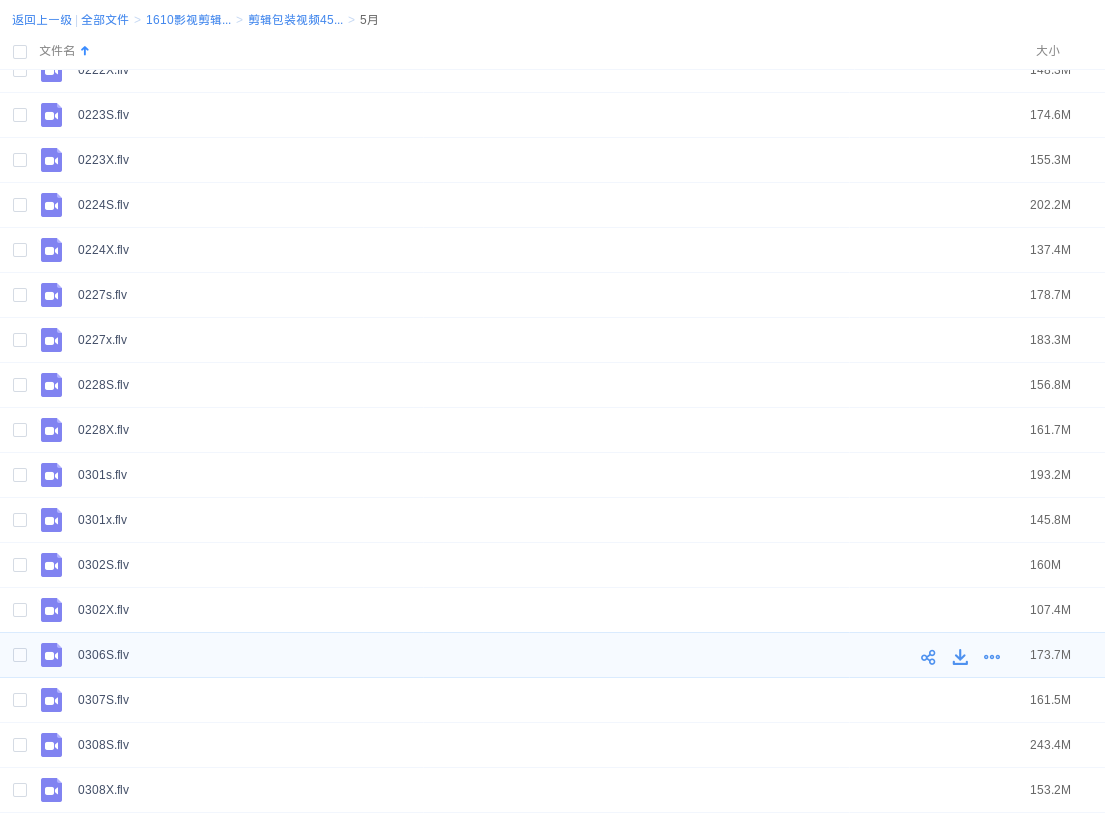 返回上一级 | 全部文件 > 1610影视剪辑... > 剪辑包装视频45... > 5月
文件名 大小
0222X.flv 148.3M
0223S.flv 174.6M
0223X.flv 155.3M
0224S.flv 202.2M
0224X.flv 137.4M
0227s.flv 178.7M
0227x.flv 183.3M
0228S.flv 156.8M
0228X.flv 161.7M
0301s.flv 193.2M
0301x.flv 145.8M
0302S.flv 160M
0302X.flv 107.4M
0306S.flv 173.7M
0307S.flv 161.5M
0308S.flv 243.4M
0308X.flv 153.2M